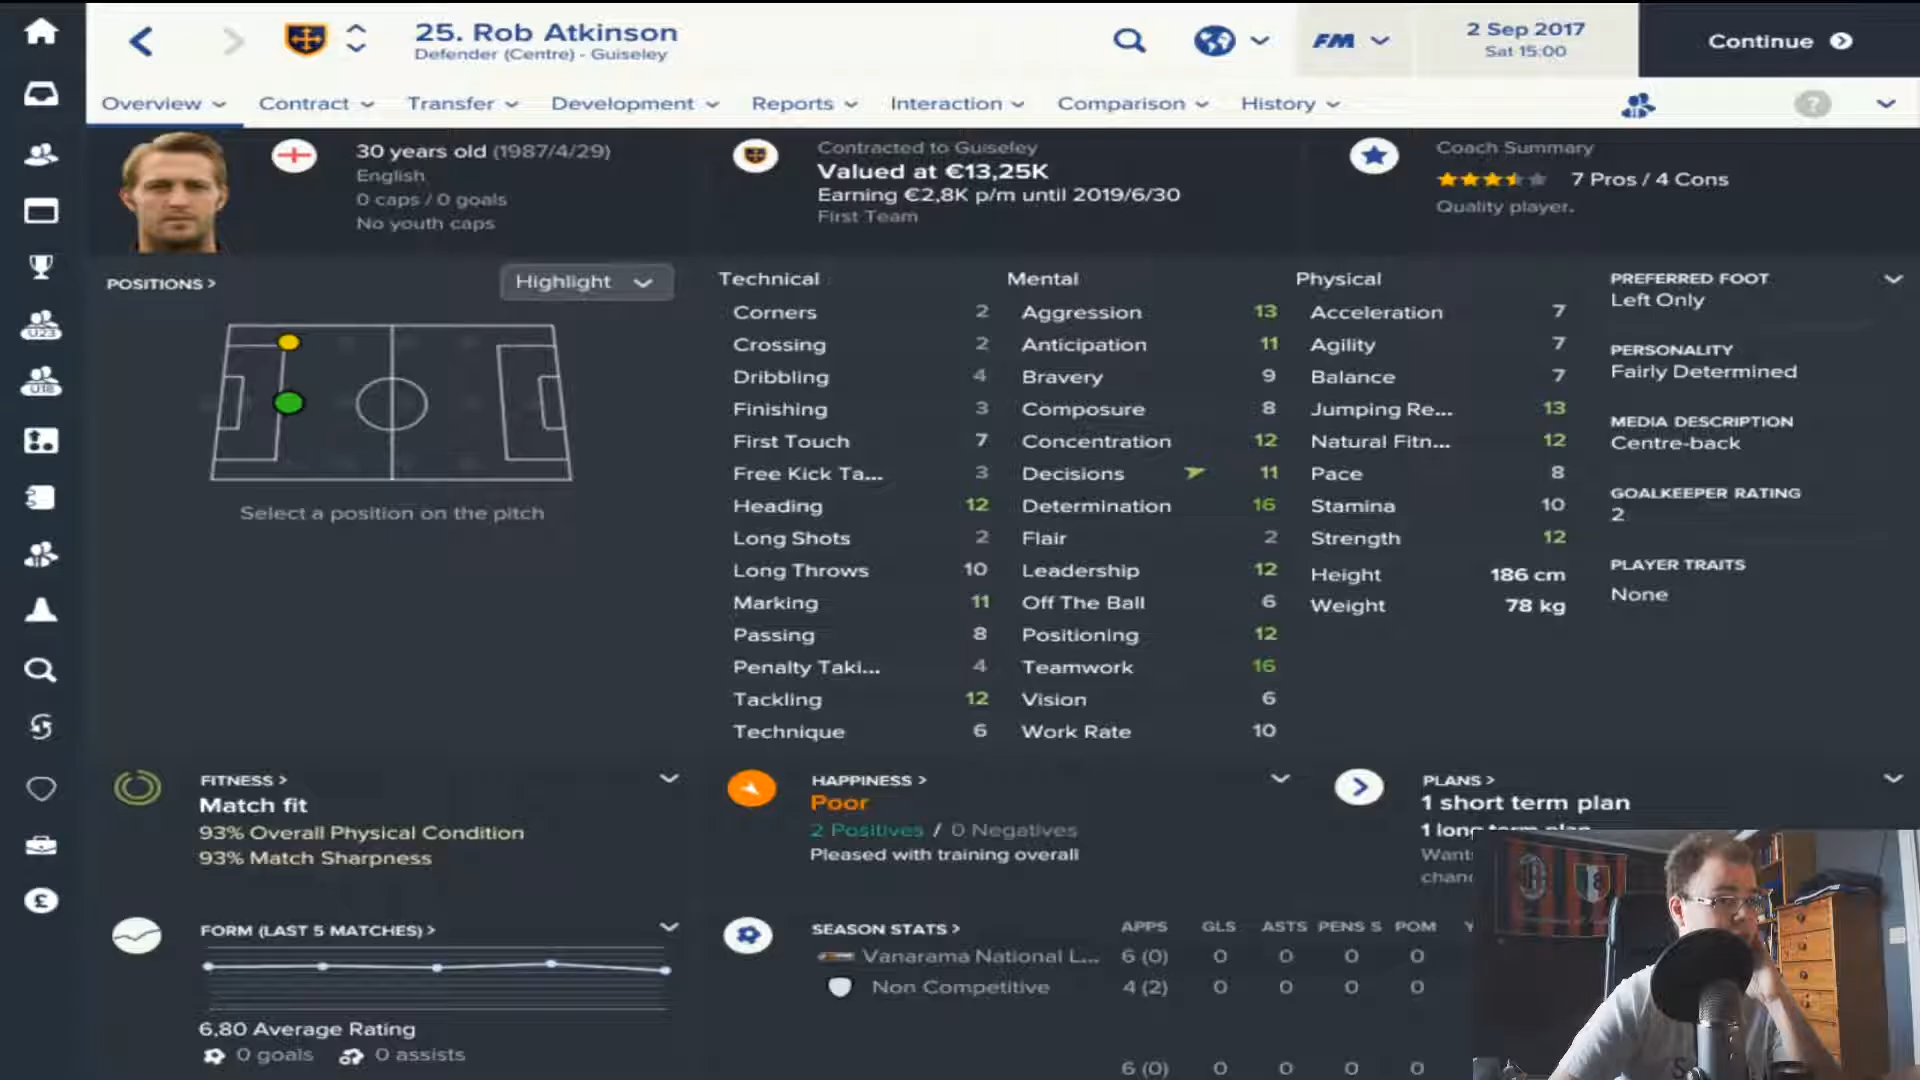 25. Rob Atkinson
Defender (Centre) - Guiseley
FM
2 Sep 2017
Sat 15:00
Continue
Overview
Contract
Transfer
Development
Reports
Interaction
Comparison
History
?
30 years old (1987/4/29)
English
0 caps / 0 goals
No youth caps
Contracted to Guiseley
Valued at €13,25K
Earning €2,8K p/m until 2019/6/30
First Team
Coach Summary
7 Pros / 4 Cons
Quality player.
POSITIONS >
Highlight
Select a position on the pitch
Technical
Corners 2
Crossing 2
Dribbling 4
Finishing 3
First Touch 7
Free Kick Ta... 3
Heading 12
Long Shots 2
Long Throws 10
Marking 11
Passing 8
Penalty Taki... 4
Tackling 12
Technique 6
Mental
Aggression 13
Anticipation 11
Bravery 9
Composure 8
Concentration 12
Decisions 11
Determination 16
Flair 2
Leadership 12
Off The Ball 6
Positioning 12
Teamwork 16
Vision 6
Work Rate 10
Physical
Acceleration 7
Agility 7
Balance 7
Jumping Re... 13
Natural Fitn... 12
Pace 8
Stamina 10
Strength 12
Height 186 cm
Weight 78 kg
PREFERRED FOOT
Left Only
PERSONALITY
Fairly Determined
MEDIA DESCRIPTION
Centre-back
GOALKEEPER RATING
2
PLAYER TRAITS
None
U23
U18
£
FITNESS >
Match fit
93% Overall Physical Condition
93% Match Sharpness
HAPPINESS >
Poor
2 Positives / 0 Negatives
Pleased with training overall
PLANS >
1 short term plan
1 long term plan
Want
chanc
FORM (LAST 5 MATCHES) >
6,80 Average Rating
0 goals 0 assists
SEASON STATS > APPS GLS ASTS PENS S POM Y
Vanarama National L... 6 (0) 0 0 0 0
Non Competitive 4 (2) 0 0 0 0
6 (0) 0 0 0 0